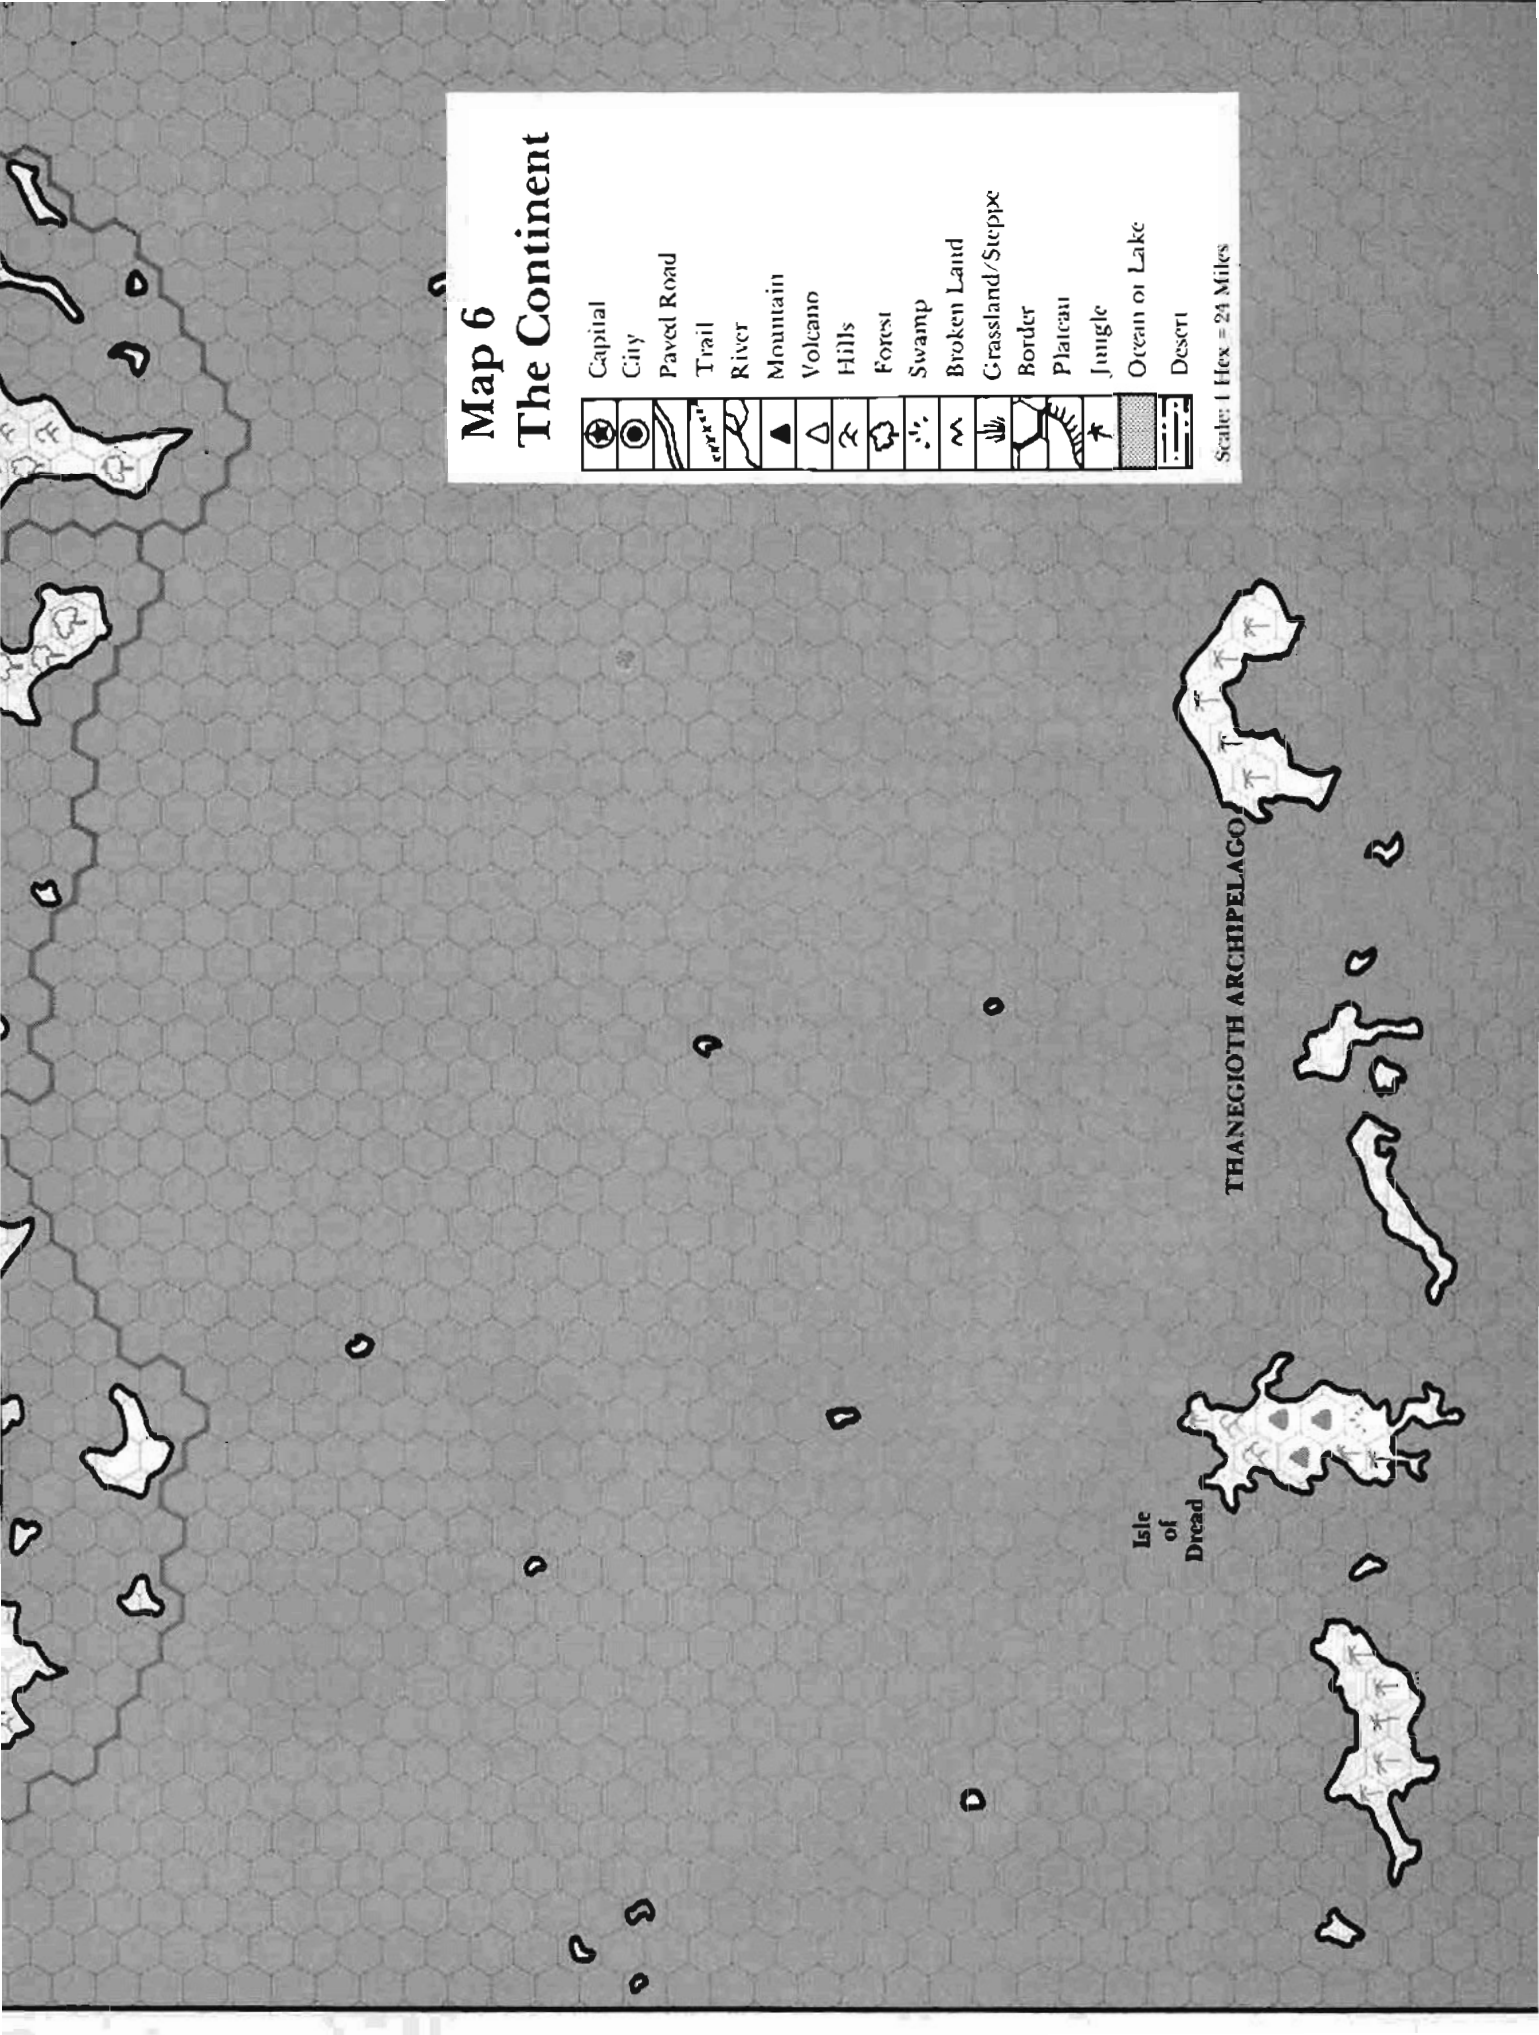 Map 6
The Continent
Capital
City
Paved Road
Trail
River
Mountain
Volcano
Hills
Forest
Swamp
Broken Land
Grassland/Steppe
Border
Plateau
Jungle
Ocean or Lake
Desert
Scale: 1 Hex = 24 Miles
THANEGIOTH ARCHIPELAGO
Isle
of
Dread